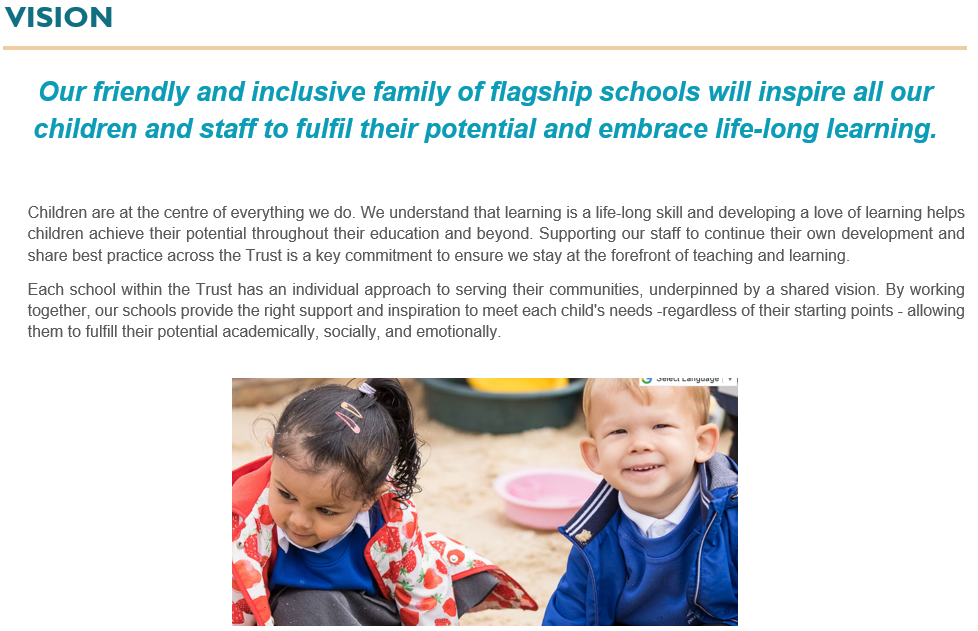 VISION
Our friendly and inclusive family of flagship schools will inspire all our
children and staff to fulfil their potential and embrace life-long learning.
Children are at the centre of everything we do. We understand that learning is a life-long skill and developing a love of learning helps
children achieve their potential throughout their education and beyond. Supporting our staff to continue their own development and
share best practice across the Trust is a key commitment to ensure we stay at the forefront of teaching and learning.
Each school within the Trust has an individual approach to serving their communities, underpinned by a shared vision. By working
together, our schools provide the right support and inspiration to meet each child's needs -regardless of their starting points - allowing
them to fulfill their potential academically, socially, and emotionally.
Select Language